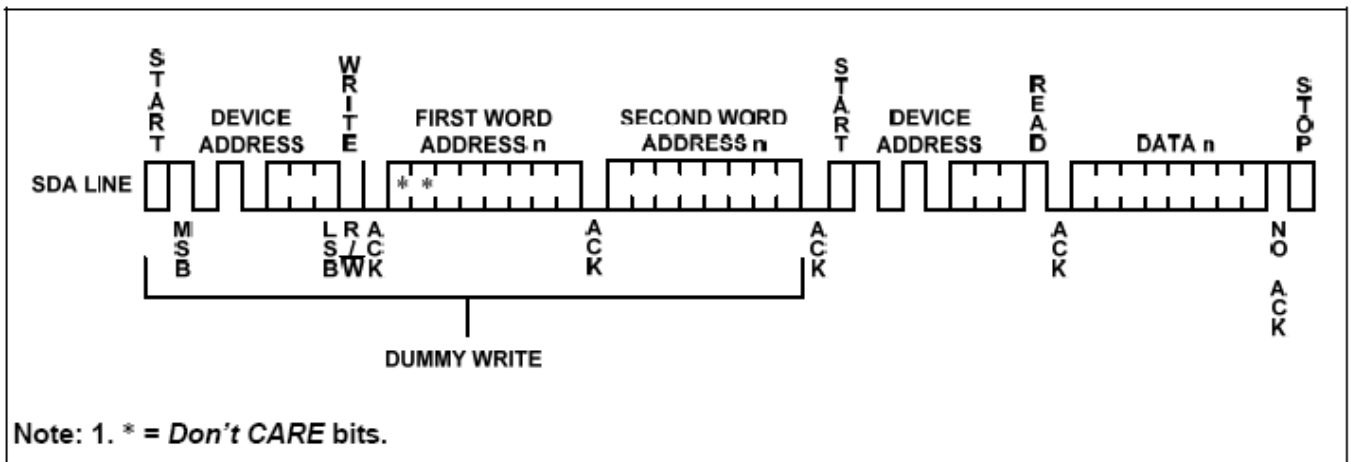 START
WRITE
START
READ
STOP
DEVICE
ADDRESS
FIRST WORD
ADDRESS n
SECOND WORD
ADDRESS n
DEVICE
ADDRESS
DATA n
SDA LINE
* *
MSB
LSB
R/W
ACK
ACK
ACK
ACK
NO ACK
DUMMY WRITE
Note: 1. * = Don't CARE bits.